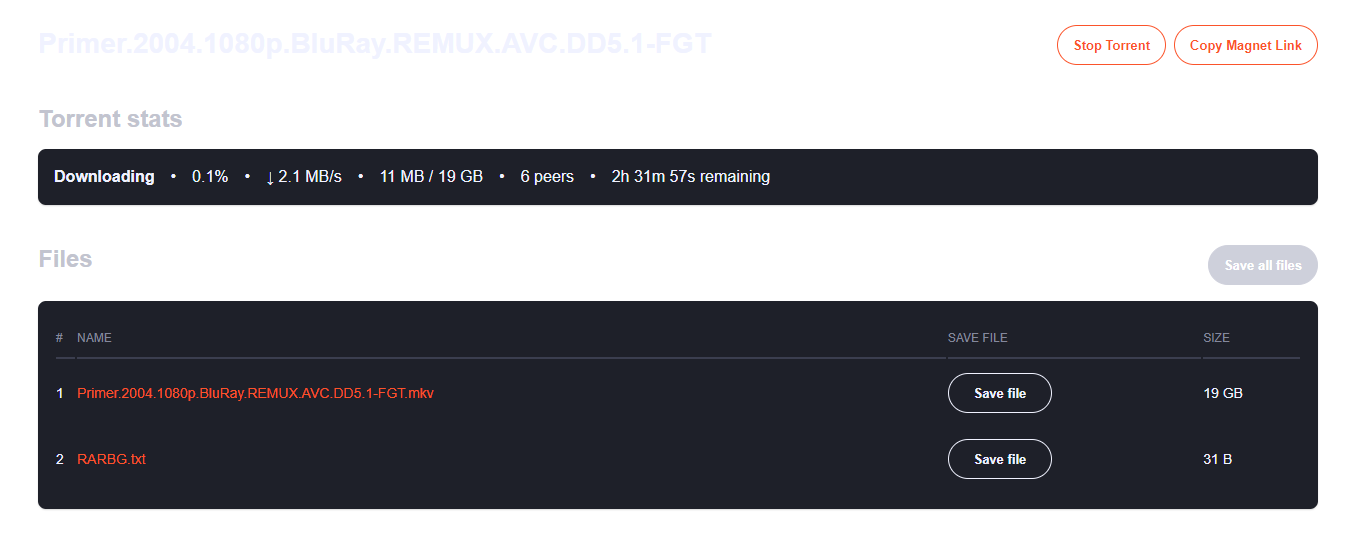 Primer.2004.1080p.BluRay.REMUX.AVC.DD5.1-FGT Stop Torrent Copy Magnet Link
Torrent stats
Downloading • 0.1% • ↓ 2.1 MB/s • 11 MB / 19 GB • 6 peers • 2h 31m 57s remaining
Files Save all files
# NAME SAVE FILE SIZE
1 Primer.2004.1080p.BluRay.REMUX.AVC.DD5.1-FGT.mkv Save file 19 GB
2 RARBG.txt Save file 31 B